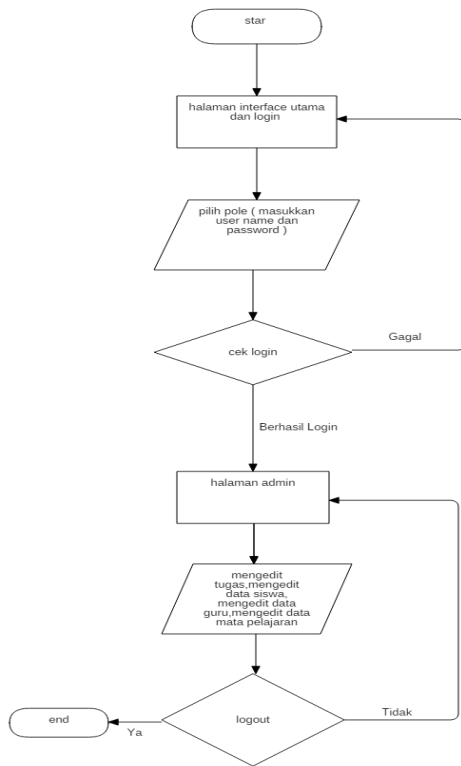 star
halaman interface utama
dan login
pilih pole ( masukkan
user name dan
password )
cek login
Gagal
Berhasil Login
halaman admin
mengedit
tugas,mengedit
data siswa,
mengedit data
guru,mengedit data
mata pelajaran
logout
Tidak
Ya
end